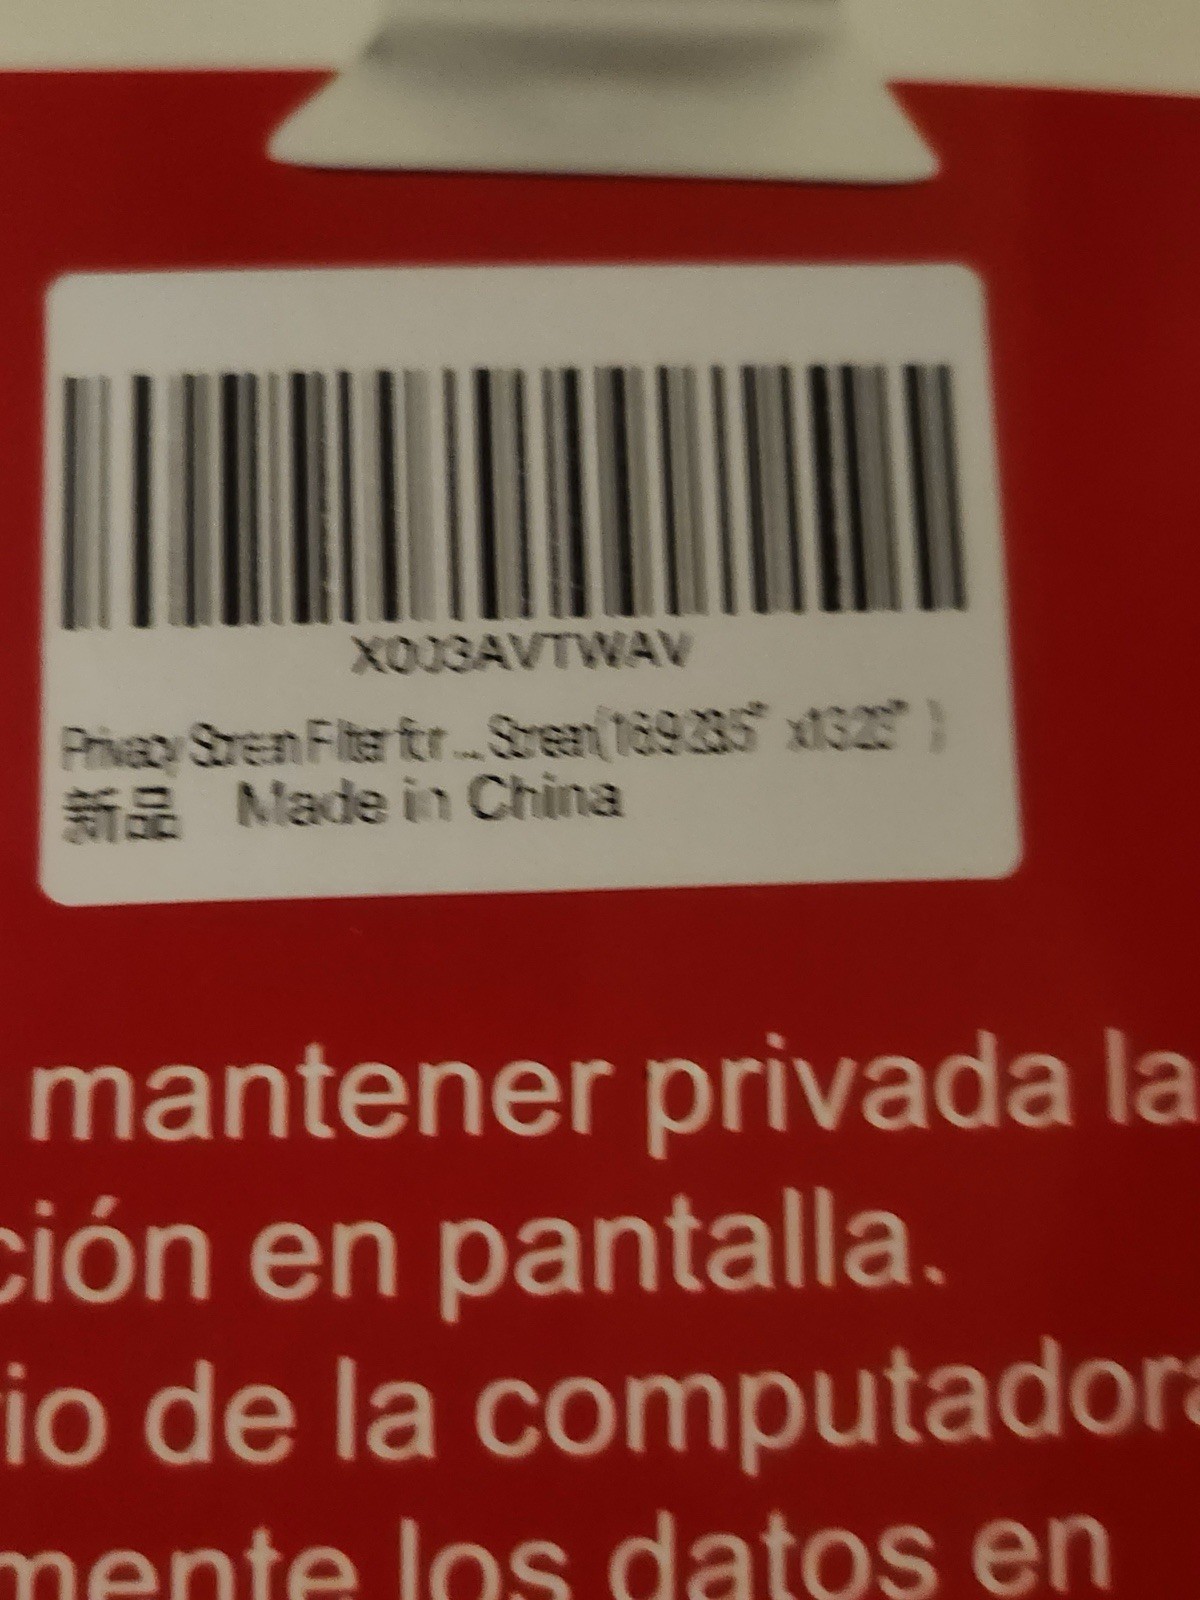 X003AVTWAV
Privacy Screen Filter for ... Screen(16:9 23.5" x13.23" )
新品 Made in China
mantener privada la
ción en pantalla.
io de la computadora
mente los datos en